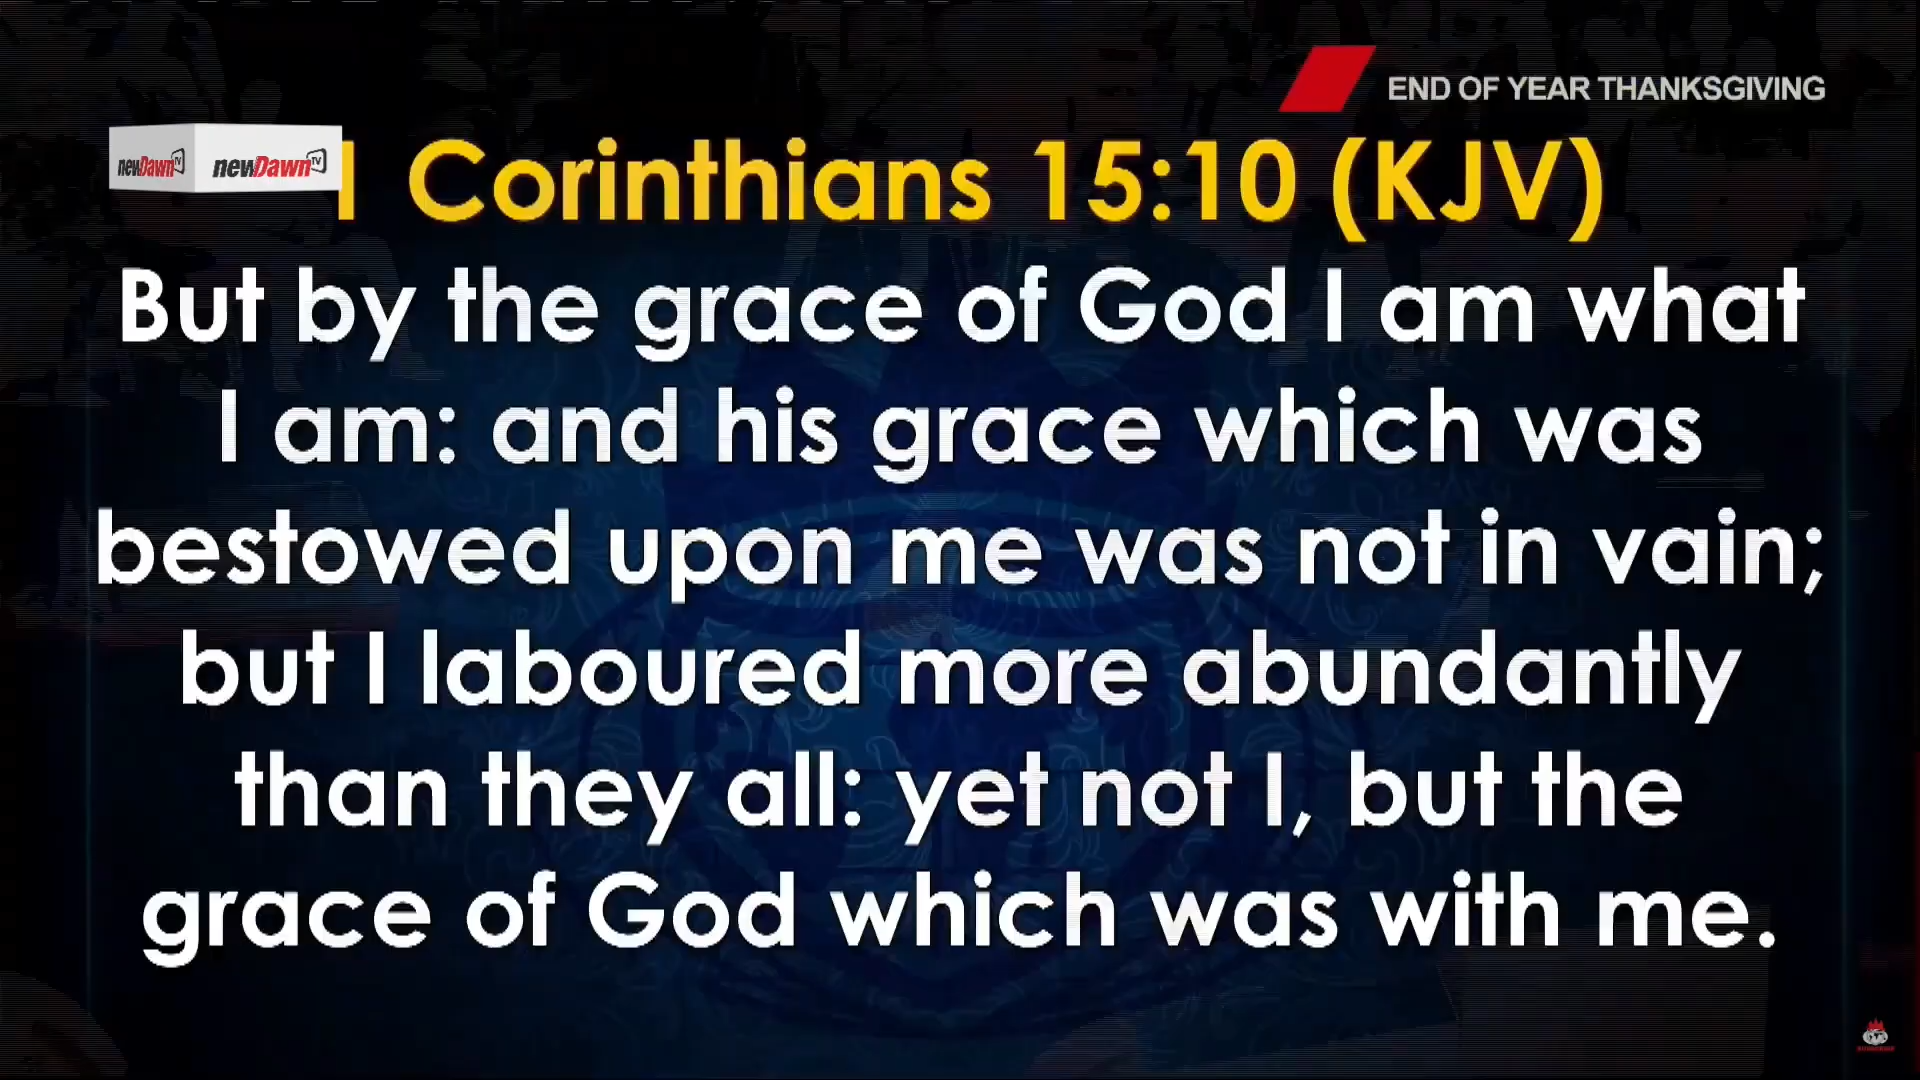 END OF YEAR THANKSGIVING
newDawn TV newDawn TV
1 Corinthians 15:10 (KJV)
But by the grace of God I am what
I am: and his grace which was
bestowed upon me was not in vain;
but I laboured more abundantly
than they all: yet not I, but the
grace of God which was with me.